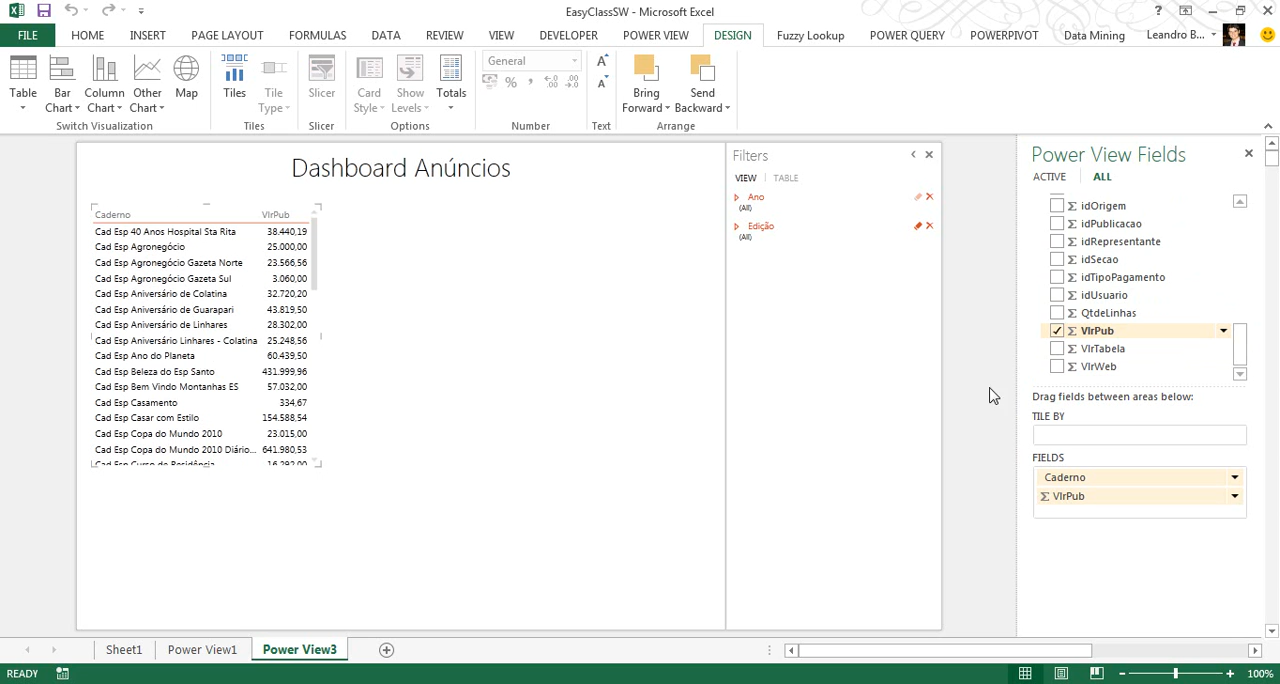 EasyClassSW - Microsoft Excel
?
FILE HOME INSERT PAGE LAYOUT FORMULAS DATA REVIEW VIEW DEVELOPER POWER VIEW DESIGN Fuzzy Lookup POWER QUERY POWERPIVOT Data Mining Leandro B...
Table Bar Chart Column Chart Other Chart Map
Switch Visualization
Tiles Tile Type
Tiles
Slicer
Slicer
Card Style Show Levels Totals
Options
General
% , .00
Number
A A
Text
Bring Forward Send Backward
Arrange
Dashboard Anúncios
Caderno VlrPub
Cad Esp 40 Anos Hospital Sta Rita 38.440,19
Cad Esp Agronegócio 25.000,00
Cad Esp Agronegócio Gazeta Norte 23.566,56
Cad Esp Agronegócio Gazeta Sul 3.060,00
Cad Esp Aniversário de Colatina 32.720,20
Cad Esp Aniversário de Guarapari 43.819,50
Cad Esp Aniversário de Linhares 28.302,00
Cad Esp Aniversário Linhares - Colatina 25.248,56
Cad Esp Ano do Planeta 60.439,50
Cad Esp Beleza do Esp Santo 431.999,96
Cad Esp Bem Vindo Montanhas ES 57.032,00
Cad Esp Casamento 334,67
Cad Esp Casar com Estilo 154.588,54
Cad Esp Copa do Mundo 2010 23.015,00
Cad Esp Copa do Mundo 2010 Diário... 641.980,53
Cad Esp Curso de Residência 16.292,00
Filters
VIEW TABLE
Ano
(All)
Edição
(All)
Power View Fields
ACTIVE ALL
Σ idOrigem
Σ idPublicacao
Σ idRepresentante
Σ idSecao
Σ idTipoPagamento
Σ idUsuario
Σ QtdeLinhas
Σ VlrPub
Σ VlrTabela
Σ VlrWeb
Drag fields between areas below:
TILE BY
FIELDS
Caderno
Σ VlrPub
Sheet1 Power View1 Power View3
READY 100%